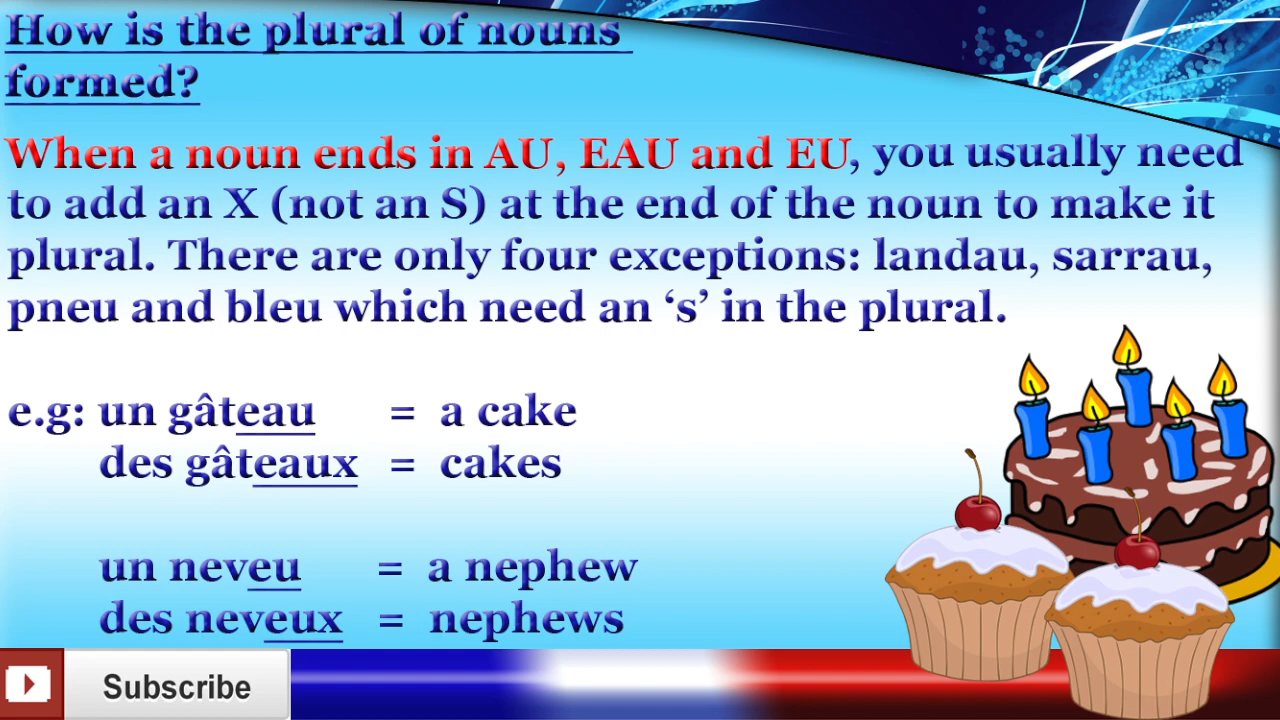 How is the plural of nouns
formed?
When a noun ends in AU, EAU and EU, you usually need
to add an X (not an S) at the end of the noun to make it
plural. There are only four exceptions: landau, sarrau,
pneu and bleu which need an ‘s’ in the plural.
e.g: un gâteau = a cake
des gâteaux = cakes
un neveu = a nephew
des neveux = nephews
Subscribe